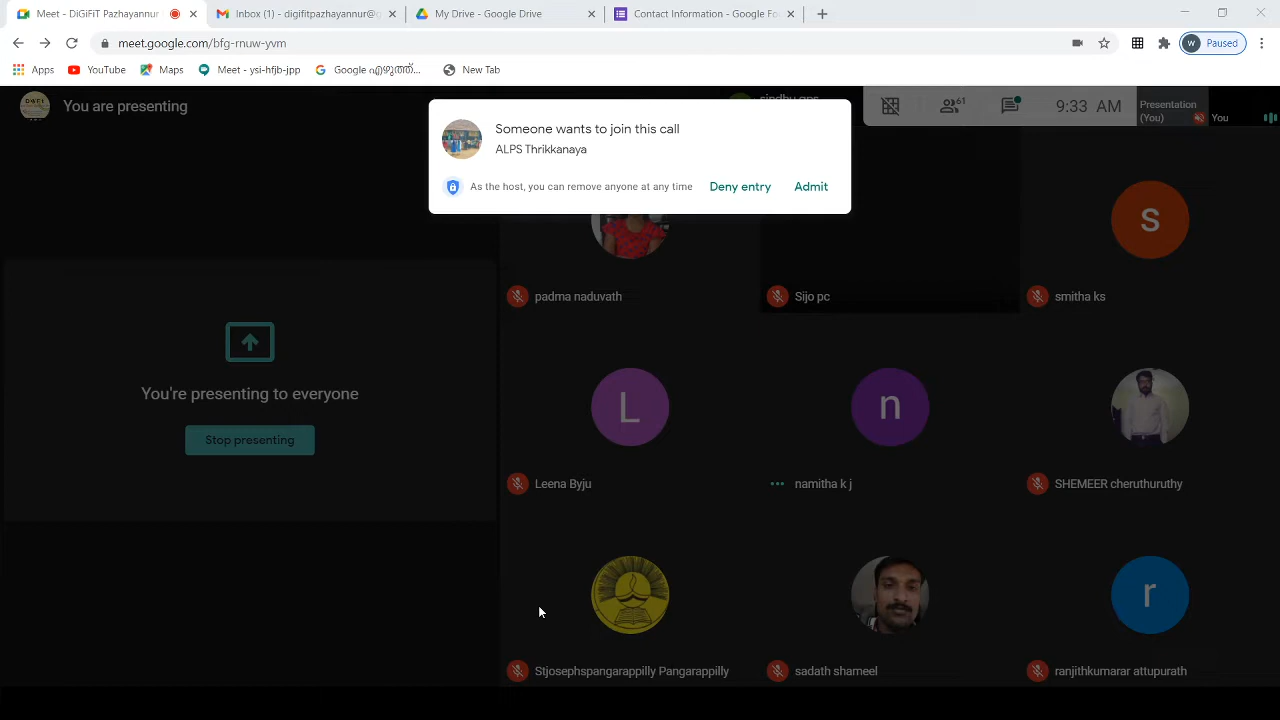 Meet - DiGiFiT Pazhayannur
Inbox (1) - digifitpazhayannur@g
My Drive - Google Drive
Contact Information - Google Fo
meet.google.com/bfg-rnuw-yvm
W
Paused
Apps
YouTube
Maps
Meet - ysi-hfjb-jpp
Google എഴുത്ത്...
New Tab
You are presenting
sindhu gps
61
9:33 AM
Presentation
(You)
You
Someone wants to join this call
ALPS Thrikkanaya
As the host, you can remove anyone at any time
Deny entry
Admit
S
padma naduvath
Sijo pc
smitha ks
You're presenting to everyone
Stop presenting
L
n
Leena Byju
namitha k j
SHEMEER cheruthuruthy
r
Stjosephspangarappilly Pangarappilly
sadath shameel
ranjithkumarar attupurath